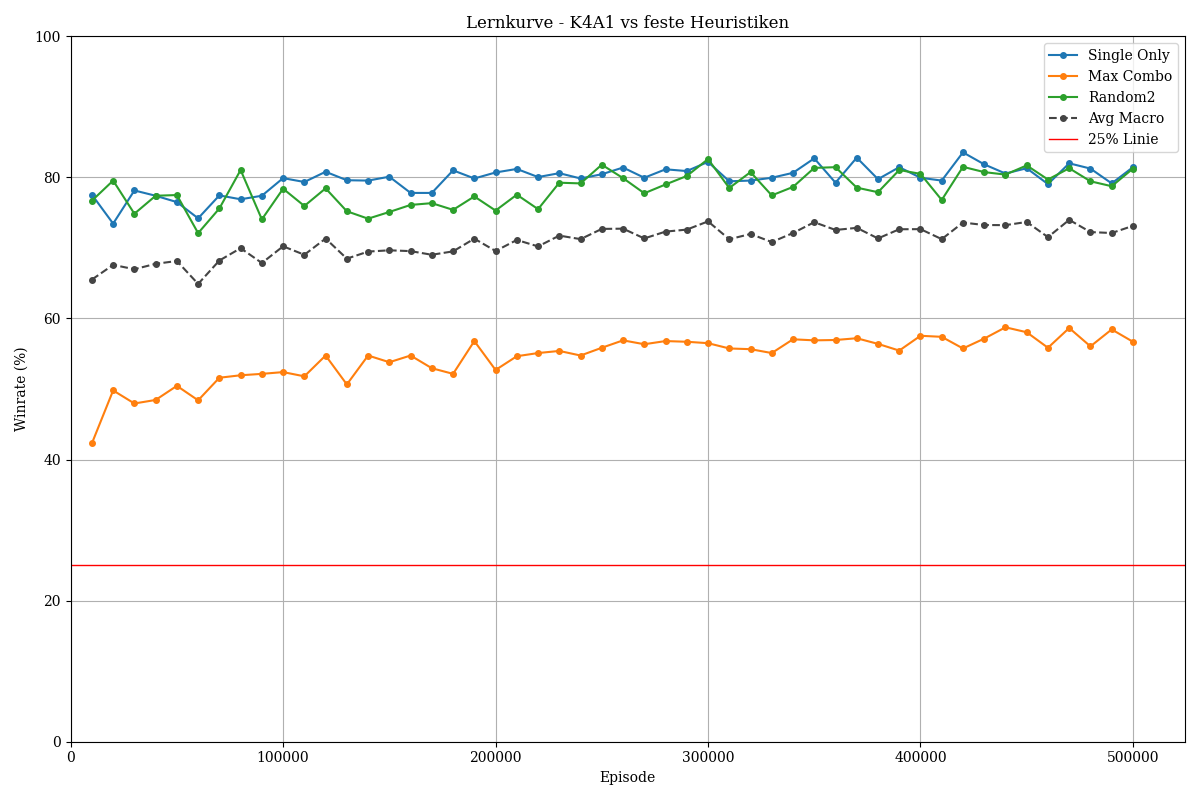 Lernkurve - K4A1 vs feste Heuristiken
100
80
60
40
20
0
Winrate (%)
Single Only
Max Combo
Random2
Avg Macro
25% Linie
0 100000 200000 300000 400000 500000
Episode